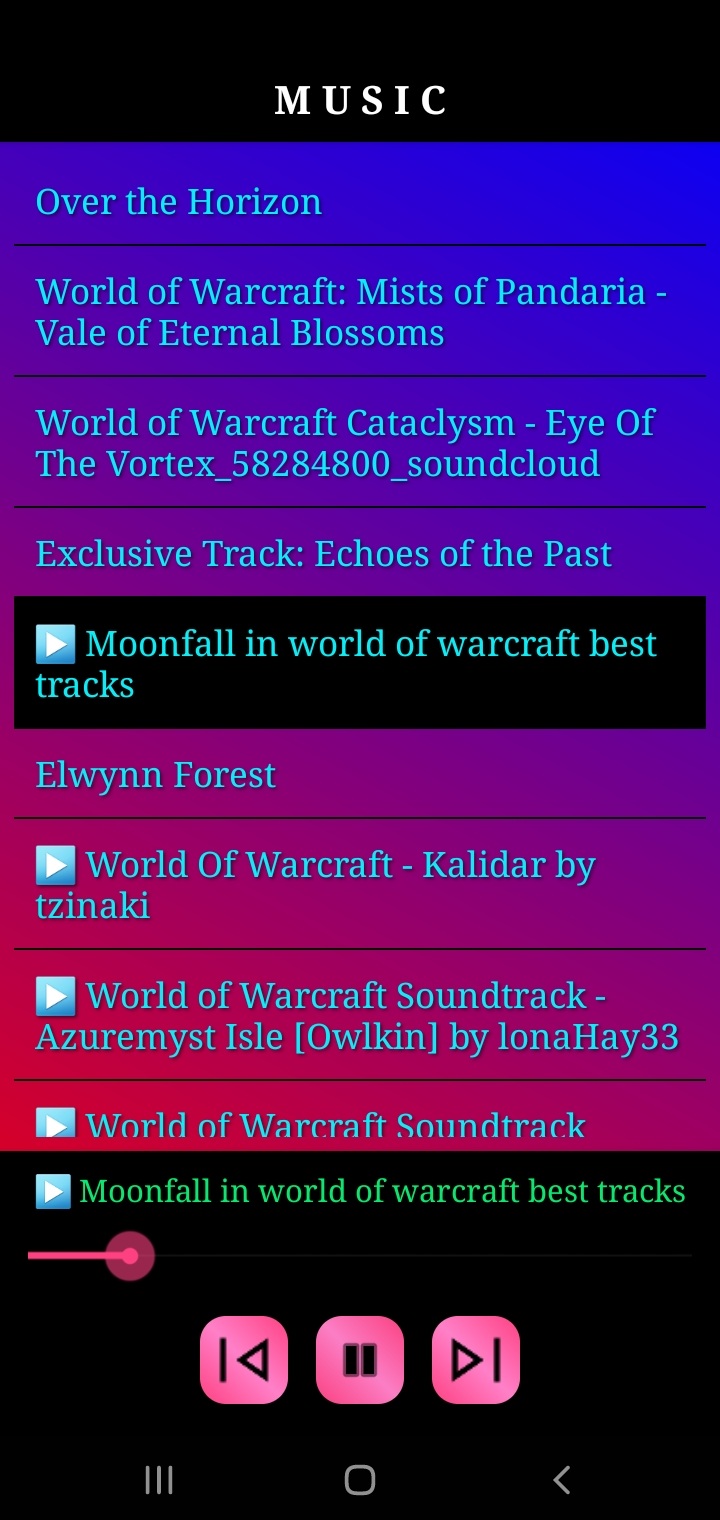 MUSIC
Over the Horizon
World of Warcraft: Mists of Pandaria -
Vale of Eternal Blossoms
World of Warcraft Cataclysm - Eye Of
The Vortex_58284800_soundcloud
Exclusive Track: Echoes of the Past
▶️ Moonfall in world of warcraft best
tracks
Elwynn Forest
▶️ World Of Warcraft - Kalidar by
tzinaki
▶️ World of Warcraft Soundtrack -
Azuremyst Isle [Owlkin] by lonaHay33
▶️ World of Warcraft Soundtrack
▶️ Moonfall in world of warcraft best tracks